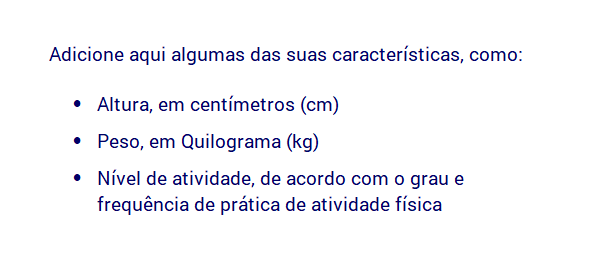 Adicione aqui algumas das suas características, como:
• Altura, em centímetros (cm)
• Peso, em Quilograma (kg)
• Nível de atividade, de acordo com o grau e
frequência de prática de atividade física